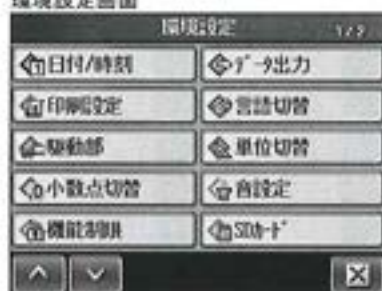 環境設定画面
環境設定 1/2
日付/時刻
データ出力
印刷設定
言語切替
駆動部
単位切替
小数点切替
音設定
機能制限
SDカード